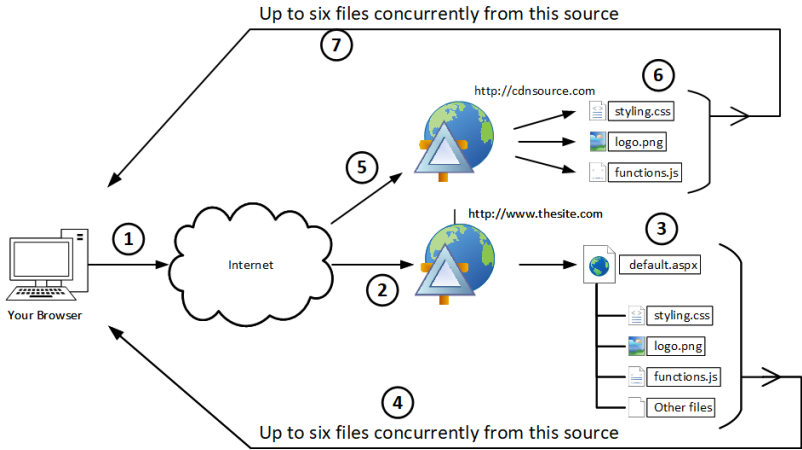 Up to six files concurrently from this source
7
6
http://cdnsource.com
styling.css
logo.png
functions.js
5
http://www.thesite.com
3
1
Internet
default.aspx
2
Your Browser
styling.css
logo.png
functions.js
Other files
4
Up to six files concurrently from this source